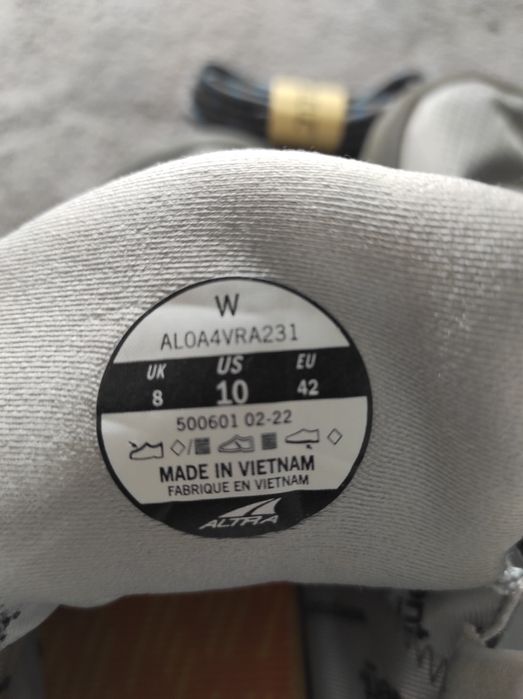 W
AL0A4VRA231
UK US EU
8 10 42
500601 02-22
MADE IN VIETNAM
FABRIQUE EN VIETNAM
ALTRA